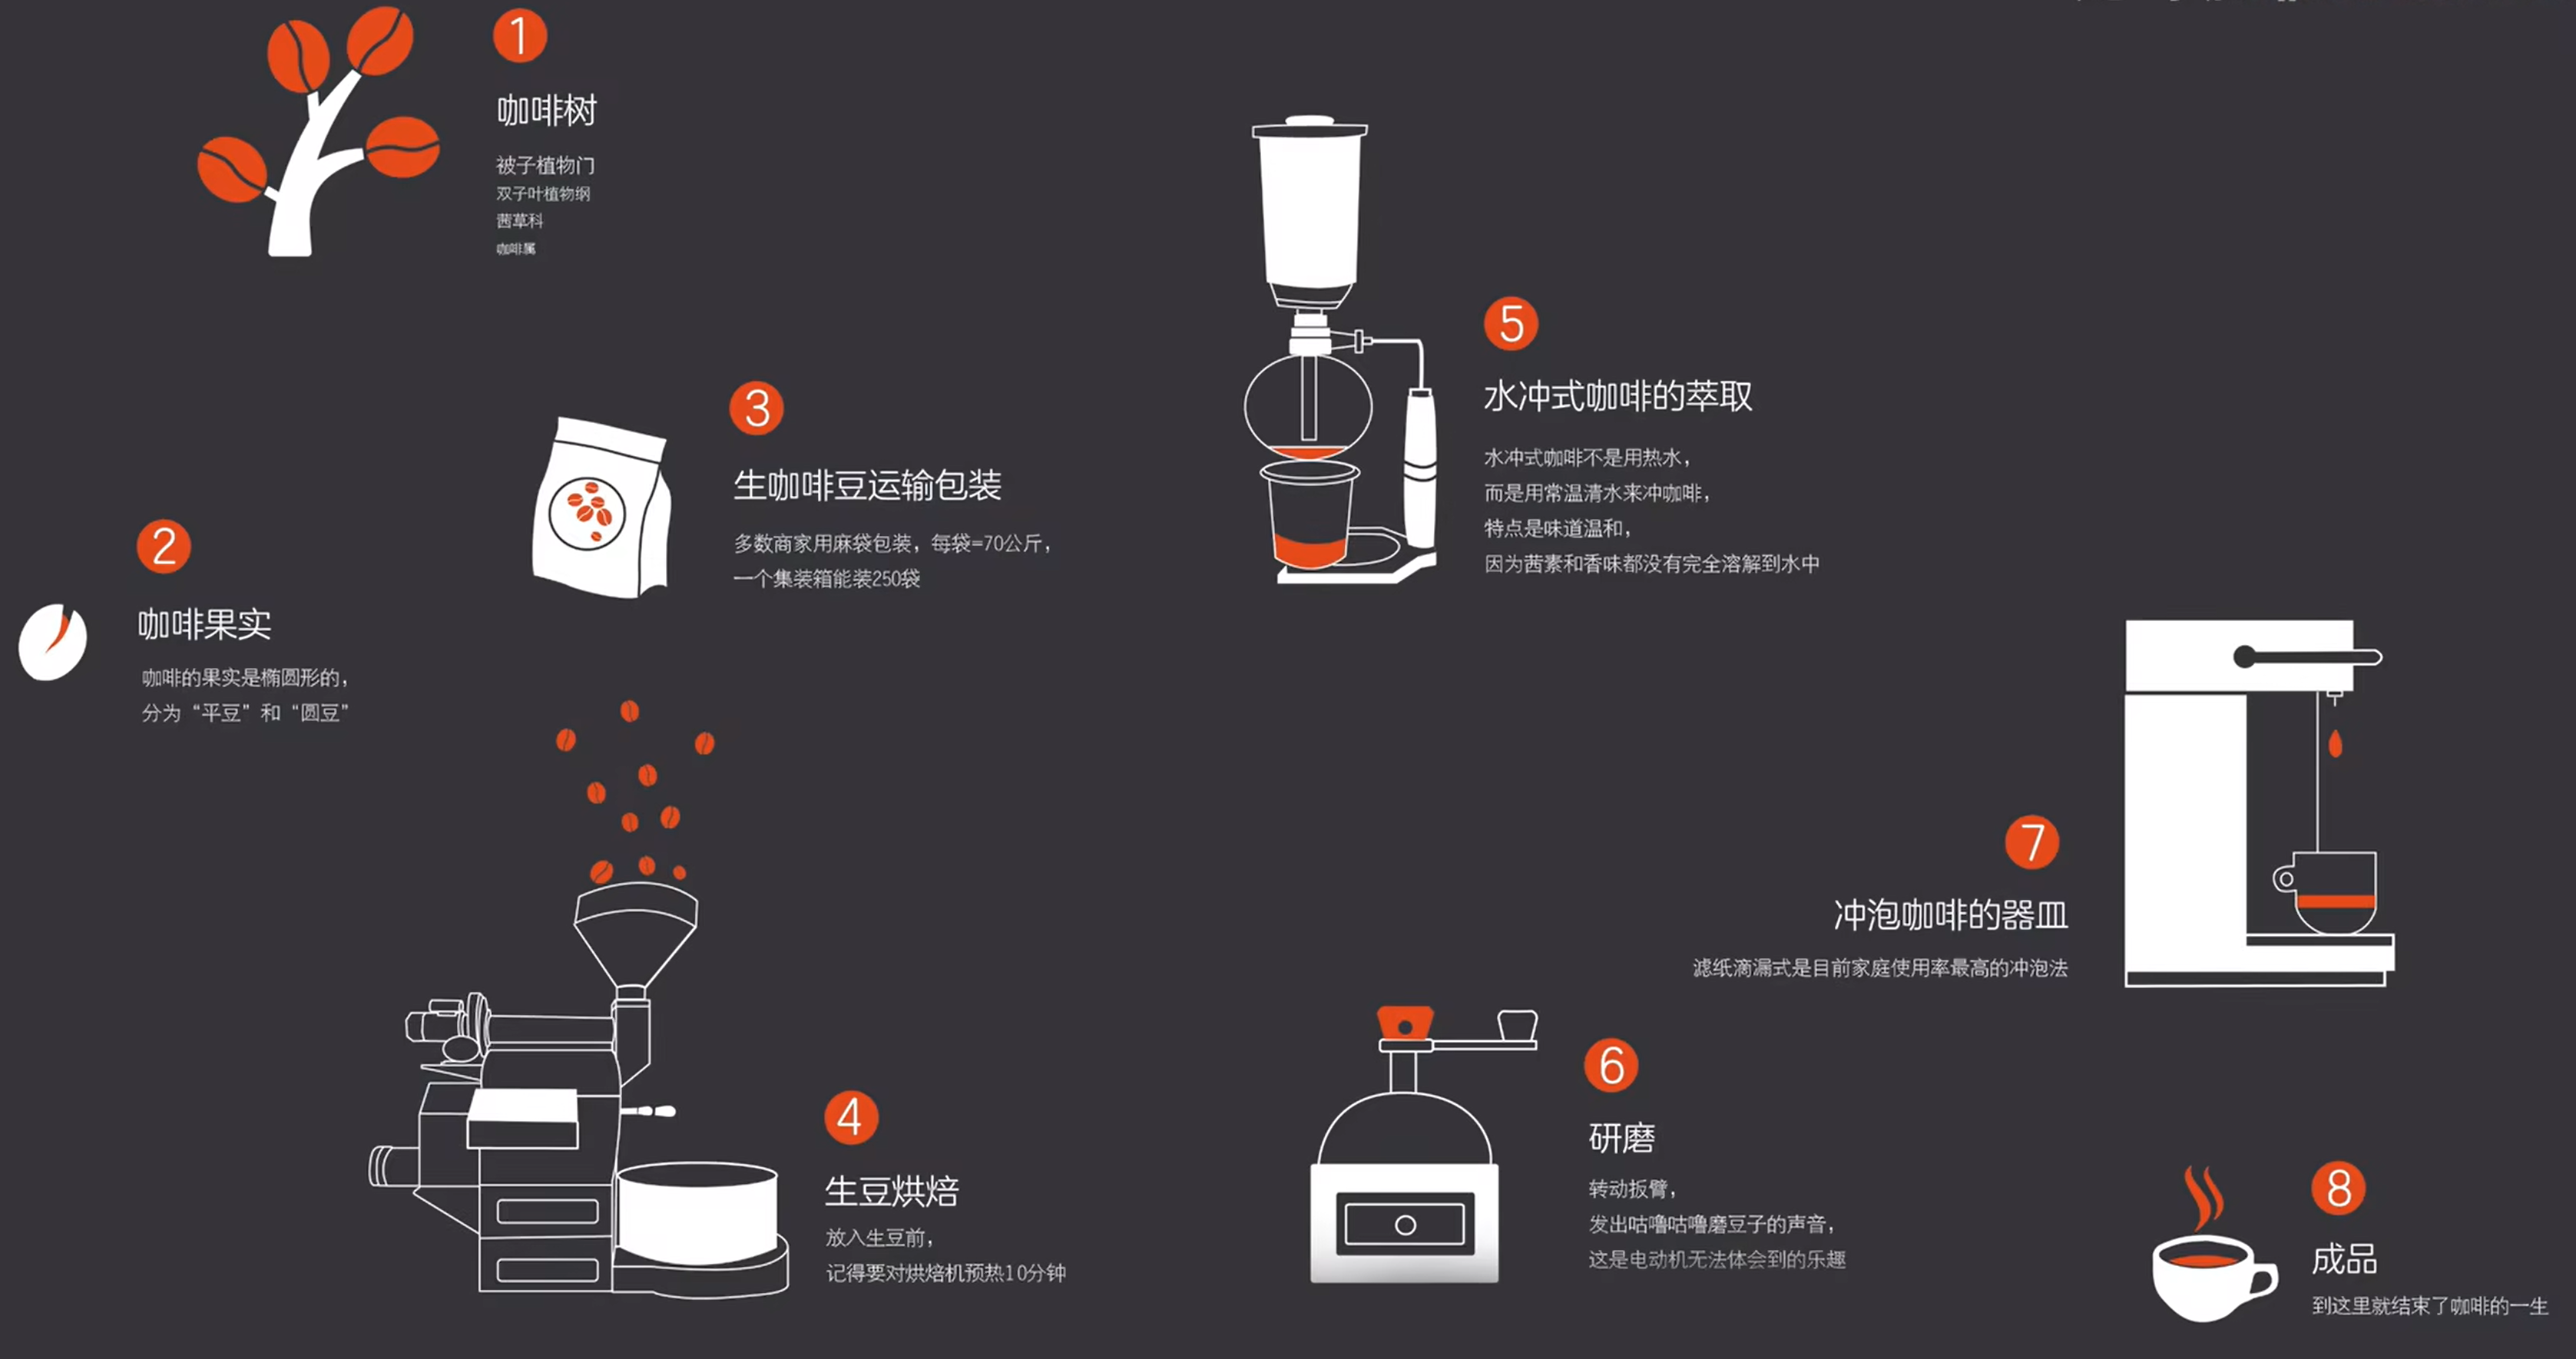 1
咖啡树
被子植物门
双子叶植物纲
茜草科
咖啡属
2
咖啡果实
咖啡的果实是椭圆形的，
分为“平豆”和“圆豆”
3
生咖啡豆运输包装
多数商家用麻袋包装，每袋=70公斤，
一个集装箱能装250袋
4
生豆烘焙
放入生豆前，
记得要对烘焙机预热10分钟
5
水冲式咖啡的萃取
水冲式咖啡不是用热水，
而是用常温清水来冲咖啡，
特点是味道温和，
因为茜素和香味都没有完全溶解到水中
6
研磨
转动扳臂，
发出咕噜咕噜磨豆子的声音，
这是电动机无法体会到的乐趣
7
冲泡咖啡的器皿
滤纸滴漏式是目前家庭使用率最高的冲泡法
8
成品
到这里就结束了咖啡的一生